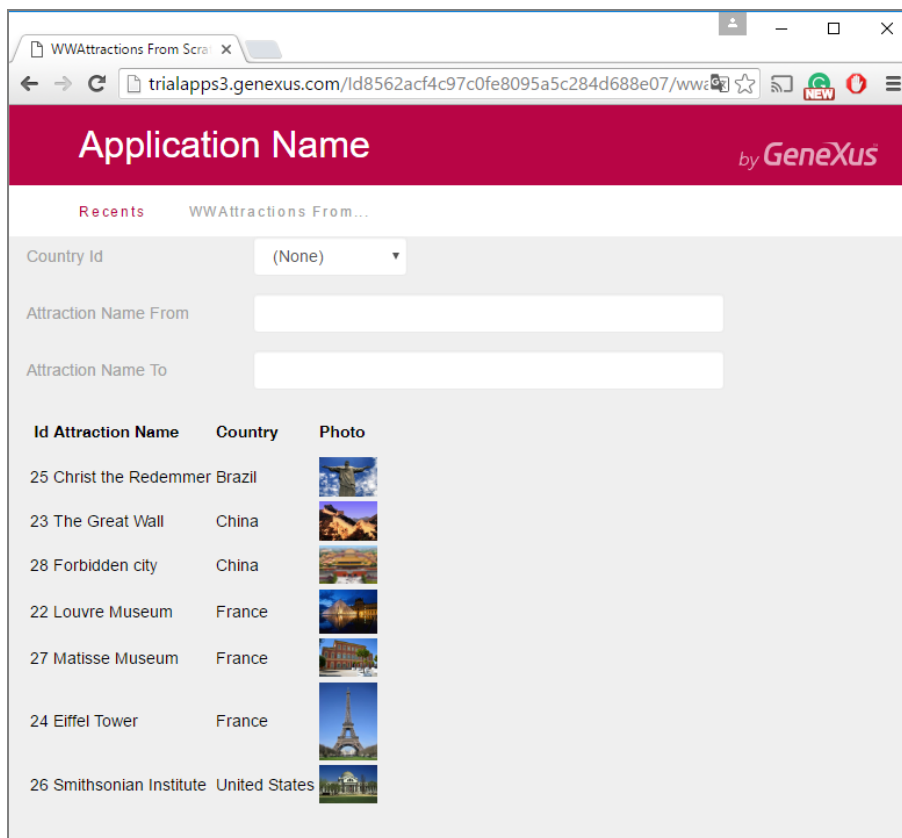 WWAttractions From Scra
trialapps3.genexus.com/Id8562acf4c97c0fe8095a5c284d688e07/wwa
NEW
Application Name
by GeneXus
Recents WWAttractions From...
Country Id (None)
Attraction Name From
Attraction Name To
Id Attraction Name Country Photo
25 Christ the Redemmer Brazil
23 The Great Wall China
28 Forbidden city China
22 Louvre Museum France
27 Matisse Museum France
24 Eiffel Tower France
26 Smithsonian Institute United States